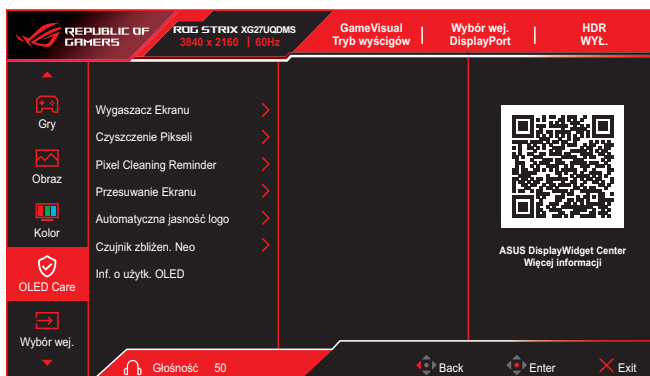 REPUBLIC OF
GAMERS
ROG STRIX XG27UQDMS
3840 x 2160 | 60Hz
GameVisual
Tryb wyścigów
Wybór wej.
DisplayPort
HDR
WYŁ.
Gry
Obraz
Kolor
OLED Care
Wybór wej.
Wygaszacz Ekranu
Czyszczenie Pikseli
Pixel Cleaning Reminder
Przesuwanie Ekranu
Automatyczna jasność logo
Czujnik zbliżen. Neo
Inf. o użytk. OLED
ASUS DisplayWidget Center
Więcej informacji
Głośność 50
Back
Enter
Exit